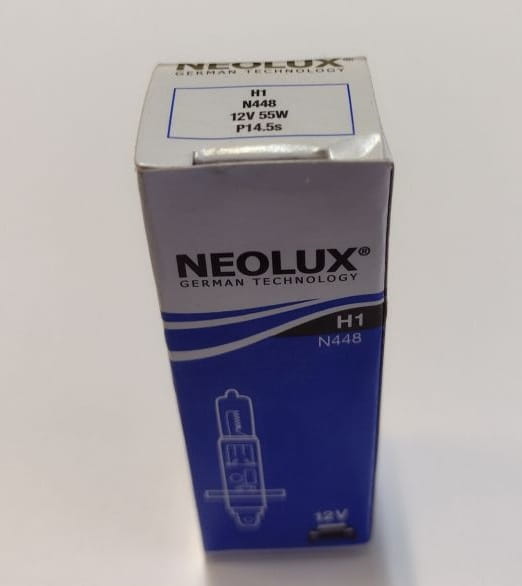 NEOLUX®
GERMAN TECHNOLOGY
H1
N448
12V 55W
P14.5s
NEOLUX®
GERMAN TECHNOLOGY
H1
N448
12V